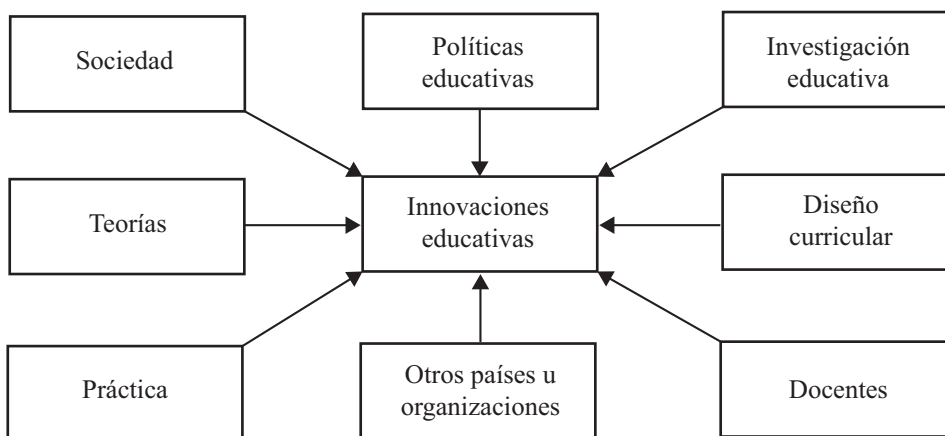 Sociedad
Políticas
educativas
Investigación
educativa
Teorías
Innovaciones
educativas
Diseño
curricular
Práctica
Otros países u
organizaciones
Docentes